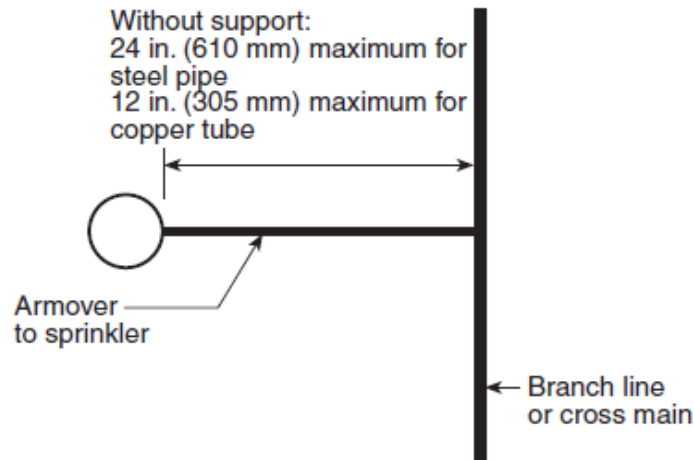 Without support:
24 in. (610 mm) maximum for
steel pipe
12 in. (305 mm) maximum for
copper tube
Armover
to sprinkler
Branch line
or cross main